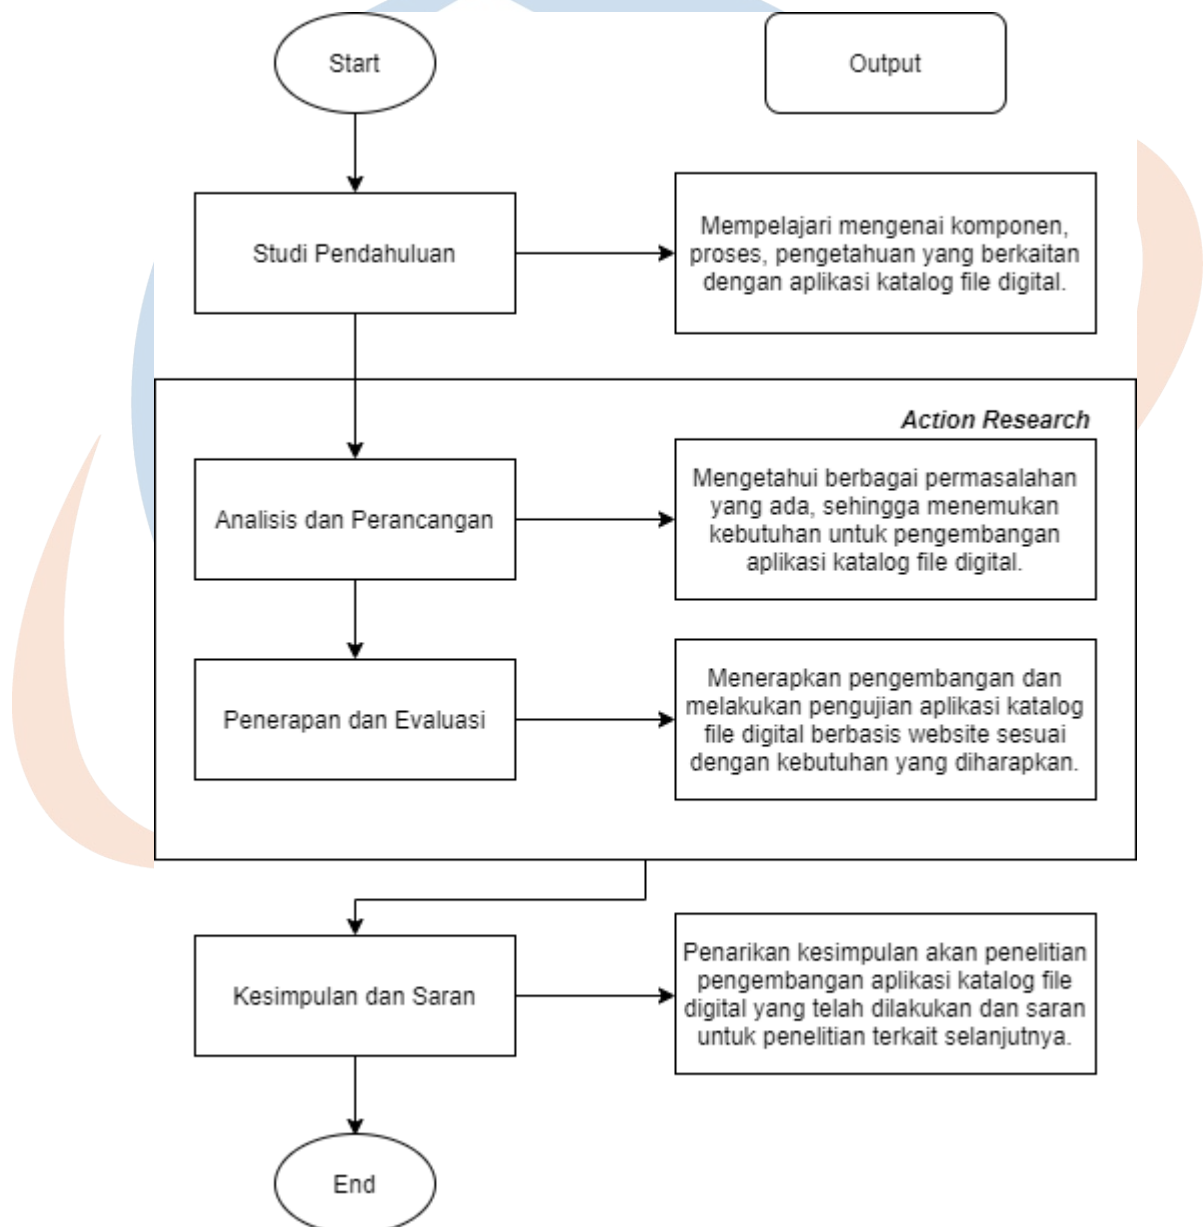 Start
Output
Studi Pendahuluan
Mempelajari mengenai komponen,
proses, pengetahuan yang berkaitan
dengan aplikasi katalog file digital.
Action Research
Analisis dan Perancangan
Mengetahui berbagai permasalahan
yang ada, sehingga menemukan
kebutuhan untuk pengembangan
aplikasi katalog file digital.
Penerapan dan Evaluasi
Menerapkan pengembangan dan
melakukan pengujian aplikasi katalog
file digital berbasis website sesuai
dengan kebutuhan yang diharapkan.
Kesimpulan dan Saran
Penarikan kesimpulan akan penelitian
pengembangan aplikasi katalog file
digital yang telah dilakukan dan saran
untuk penelitian terkait selanjutnya.
End